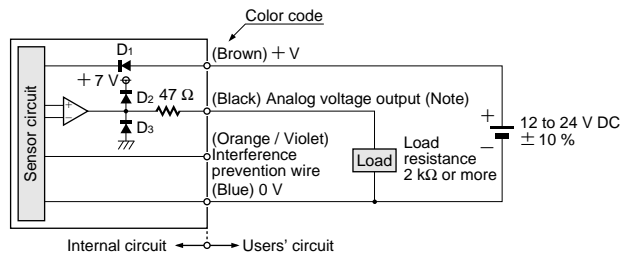 Color code
D1
(Brown) + V
+ 7 V
D2
47 Ω
(Black) Analog voltage output (Note)
D3
Sensor circuit
+
−
(Orange / Violet)
Interference
prevention wire
Load
Load
resistance
2 kΩ or more
+
−
12 to 24 V DC
± 10 %
(Blue) 0 V
Internal circuit
Users' circuit